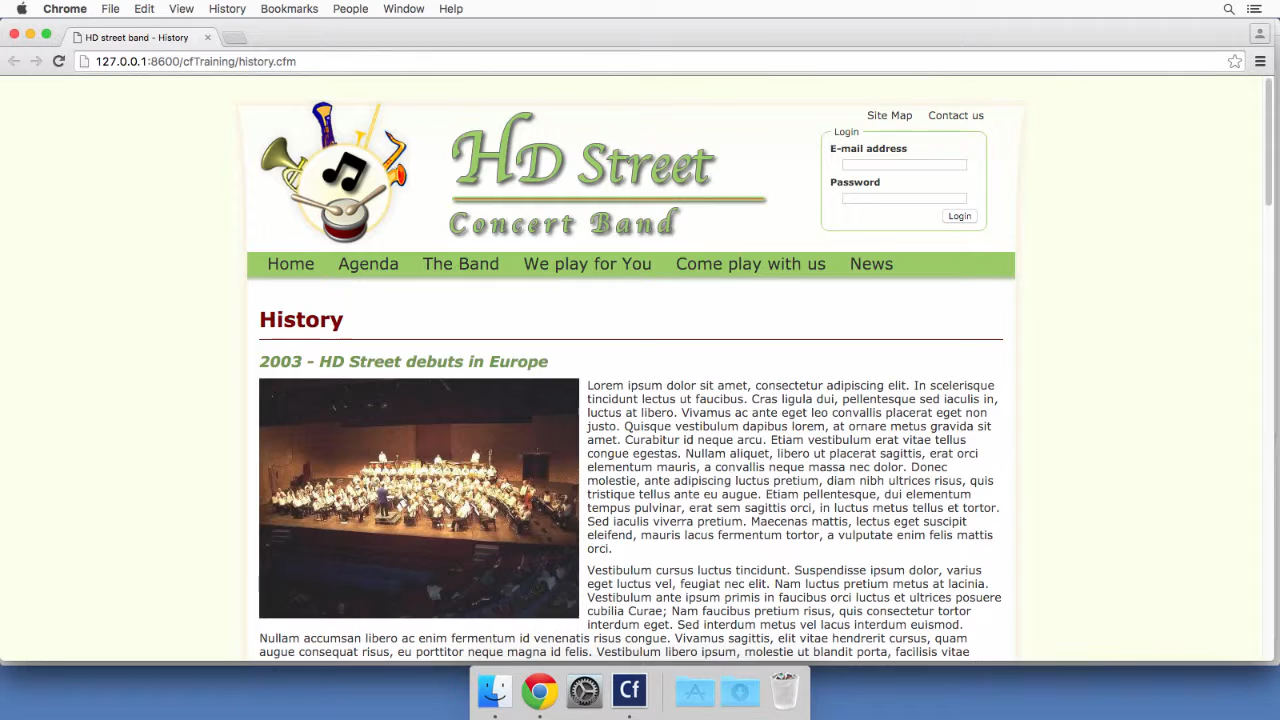 Chrome File Edit View History Bookmarks People Window Help
HD street band - History
127.0.0.1:8600/cfTraining/history.cfm
Site Map Contact us
HD Street
Concert Band
Login
E-mail address
Password
Login
Home Agenda The Band We play for You Come play with us News
History
2003 - HD Street debuts in Europe
Lorem ipsum dolor sit amet, consectetur adipiscing elit. In scelerisque
tincidunt lectus ut faucibus. Cras ligula dui, pellentesque sed iaculis in,
luctus at libero. Vivamus ac ante eget leo convallis placerat eget non
justo. Quisque vestibulum dapibus lorem, at ornare metus gravida sit
amet. Curabitur id neque arcu. Etiam vestibulum erat vitae tellus
congue egestas. Nullam aliquet, libero ut placerat sagittis, erat orci
elementum mauris, a convallis neque massa nec dolor. Donec
molestie, ante adipiscing luctus pretium, diam nibh ultrices risus, quis
tristique tellus ante eu augue. Etiam pellentesque, dui elementum
tempus pulvinar, erat sem sagittis orci, in luctus metus tellus et tortor.
Sed iaculis viverra pretium. Maecenas mattis, lectus eget suscipit
eleifend, mauris lacus fermentum tortor, a vulputate enim felis mattis
orci.
Vestibulum cursus luctus tincidunt. Suspendisse ipsum dolor, varius
eget luctus vel, feugiat nec elit. Nam luctus pretium metus at lacinia.
Vestibulum ante ipsum primis in faucibus orci luctus et ultrices posuere
cubilia Curae; Nam faucibus pretium risus, quis consectetur tortor
interdum eget. Sed interdum metus vel lacus interdum euismod.
Nullam accumsan libero ac enim fermentum id venenatis risus congue. Vivamus sagittis, elit vitae hendrerit cursus, quam
augue consequat risus, eu porttitor neque magna id felis. Vestibulum libero ipsum, molestie ut blandit porta, facilisis vitae
Cf